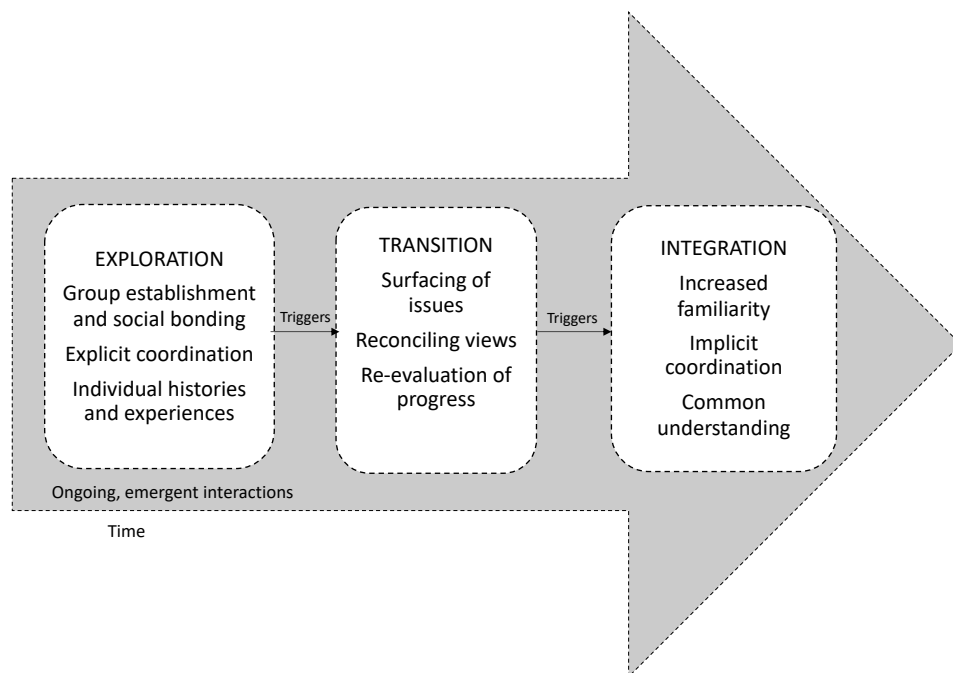 EXPLORATION
Group establishment
and social bonding
Explicit coordination
Individual histories
and experiences
Triggers
TRANSITION
Surfacing of
issues
Reconciling views
Re-evaluation of
progress
Triggers
INTEGRATION
Increased
familiarity
Implicit
coordination
Common
understanding
Ongoing, emergent interactions
Time